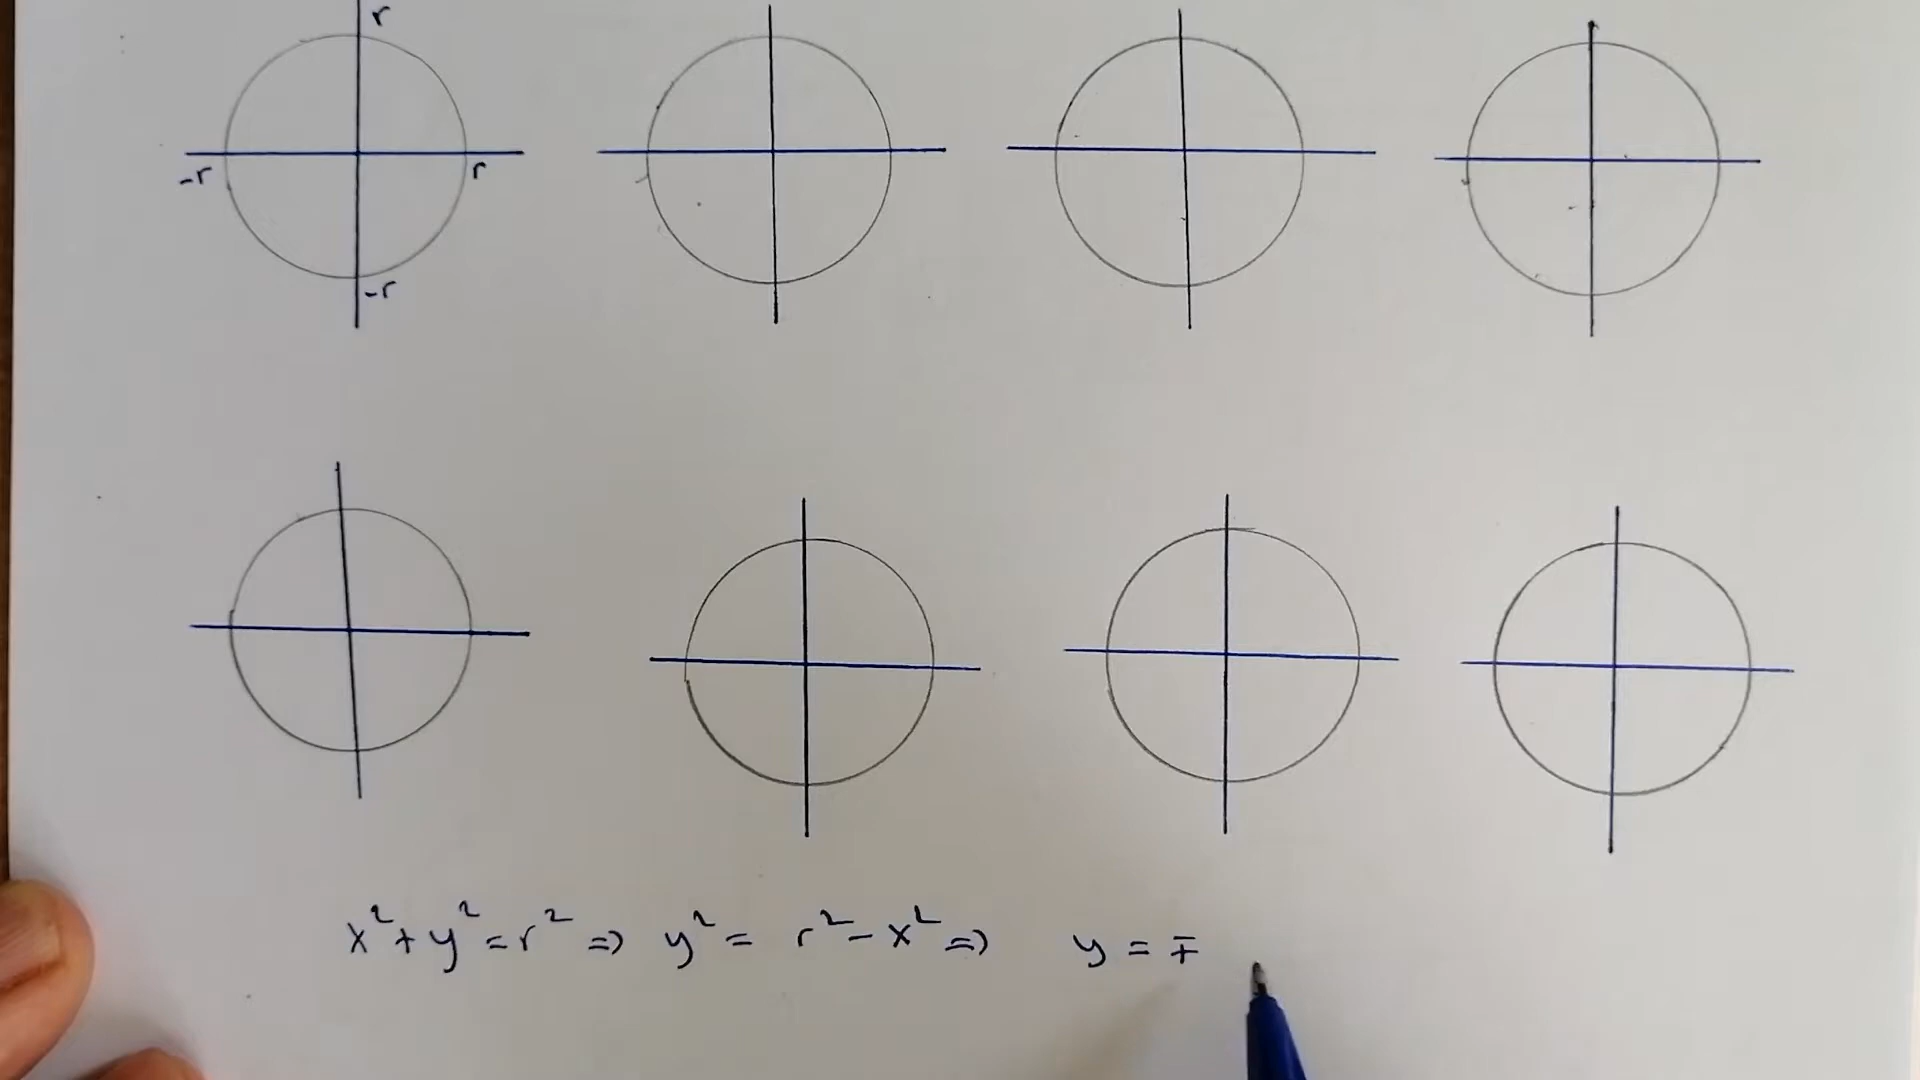 r
-r r
-r
x² + y² = r² => y² = r² - x² => y = ∓